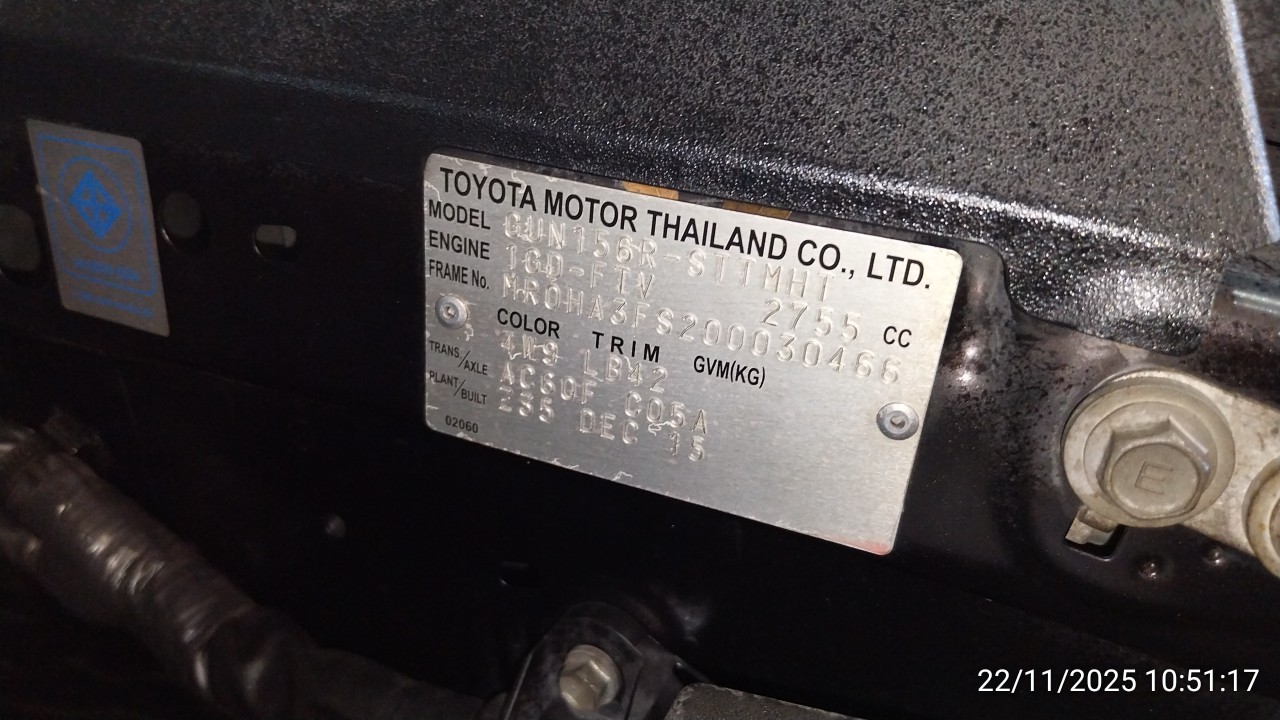 TOYOTA MOTOR THAILAND CO., LTD.
MODEL GUN156R-STTMHT
ENGINE 1GD-FTV 2755 CC
FRAME No. MR0HA3FS200030466
COLOR TRIM GVM(KG)
4W9 LB42
TRANS./AXLE AC60F C05A
PLANT/BUILT 235 DEC'15
02060
E
22/11/2025 10:51:17